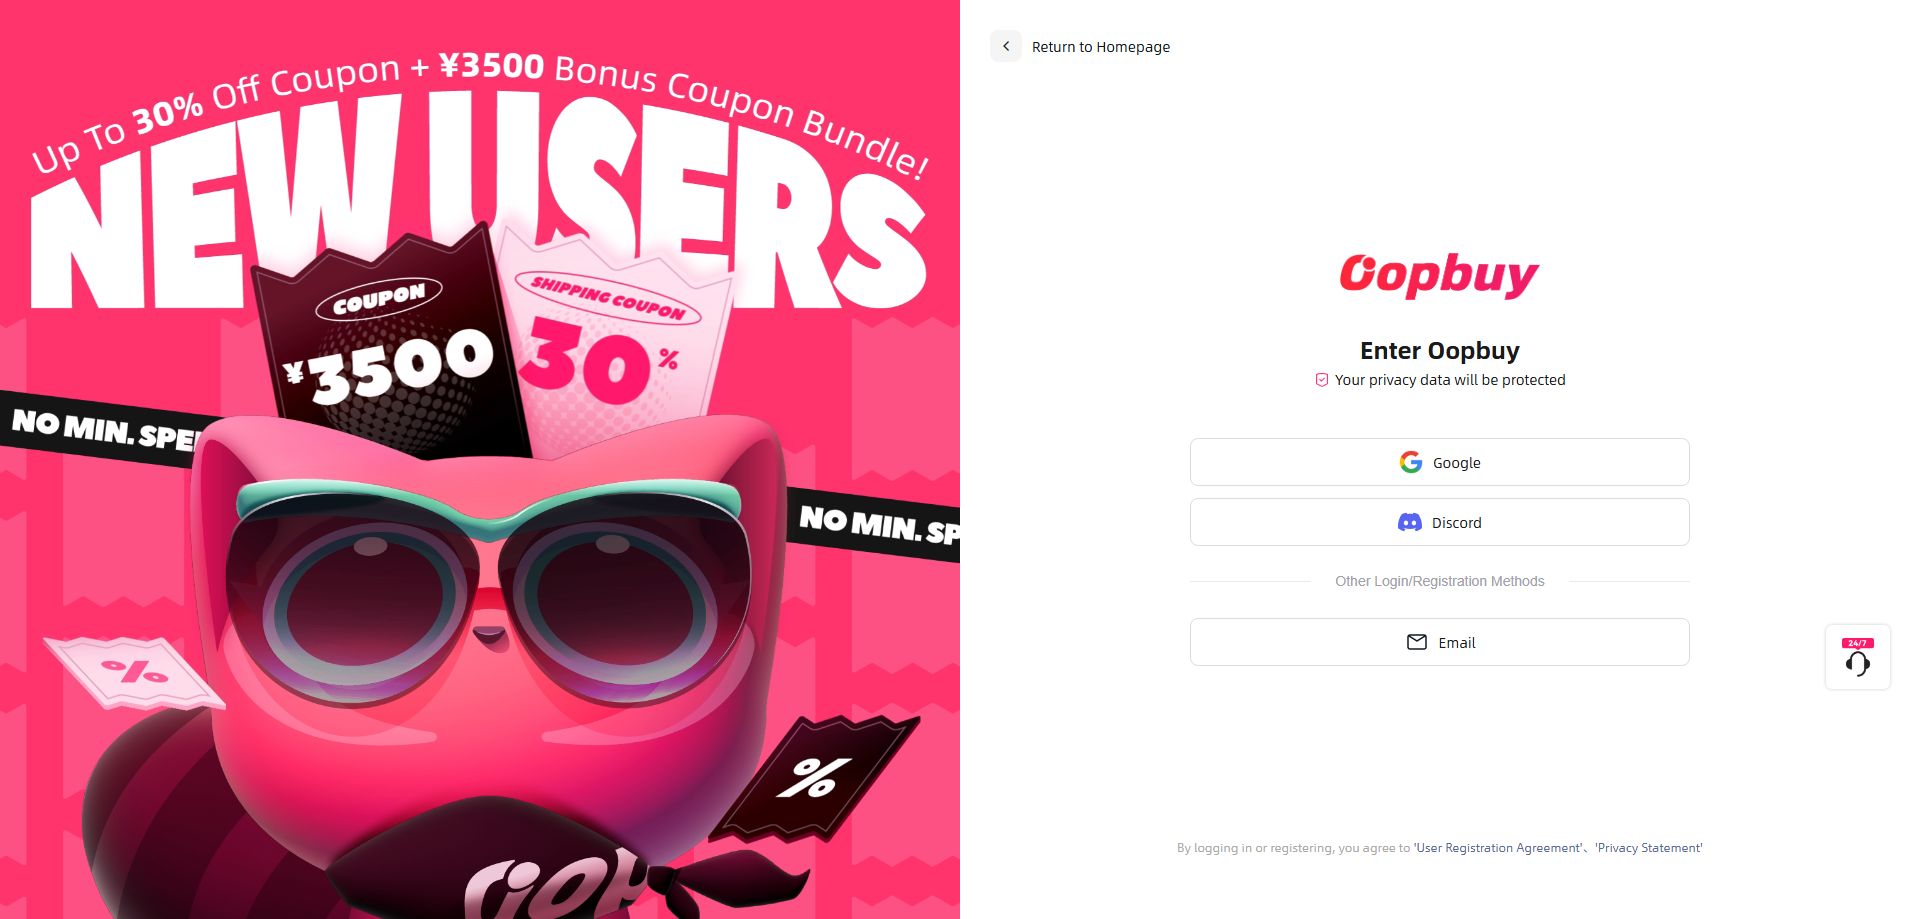 Up To 30% Off Coupon + ¥3500 Bonus Coupon Bundle!
NEW USERS
COUPON
¥3500
SHIPPING COUPON
30%
NO MIN.
NO MIN.
%
%
Return to Homepage
Oopbuy
Enter Oopbuy
Your privacy data will be protected
Google
Discord
Other Login/Registration Methods
Email
24/7
By logging in or registering, you agree to 'User Registration Agreement'、'Privacy Statement'